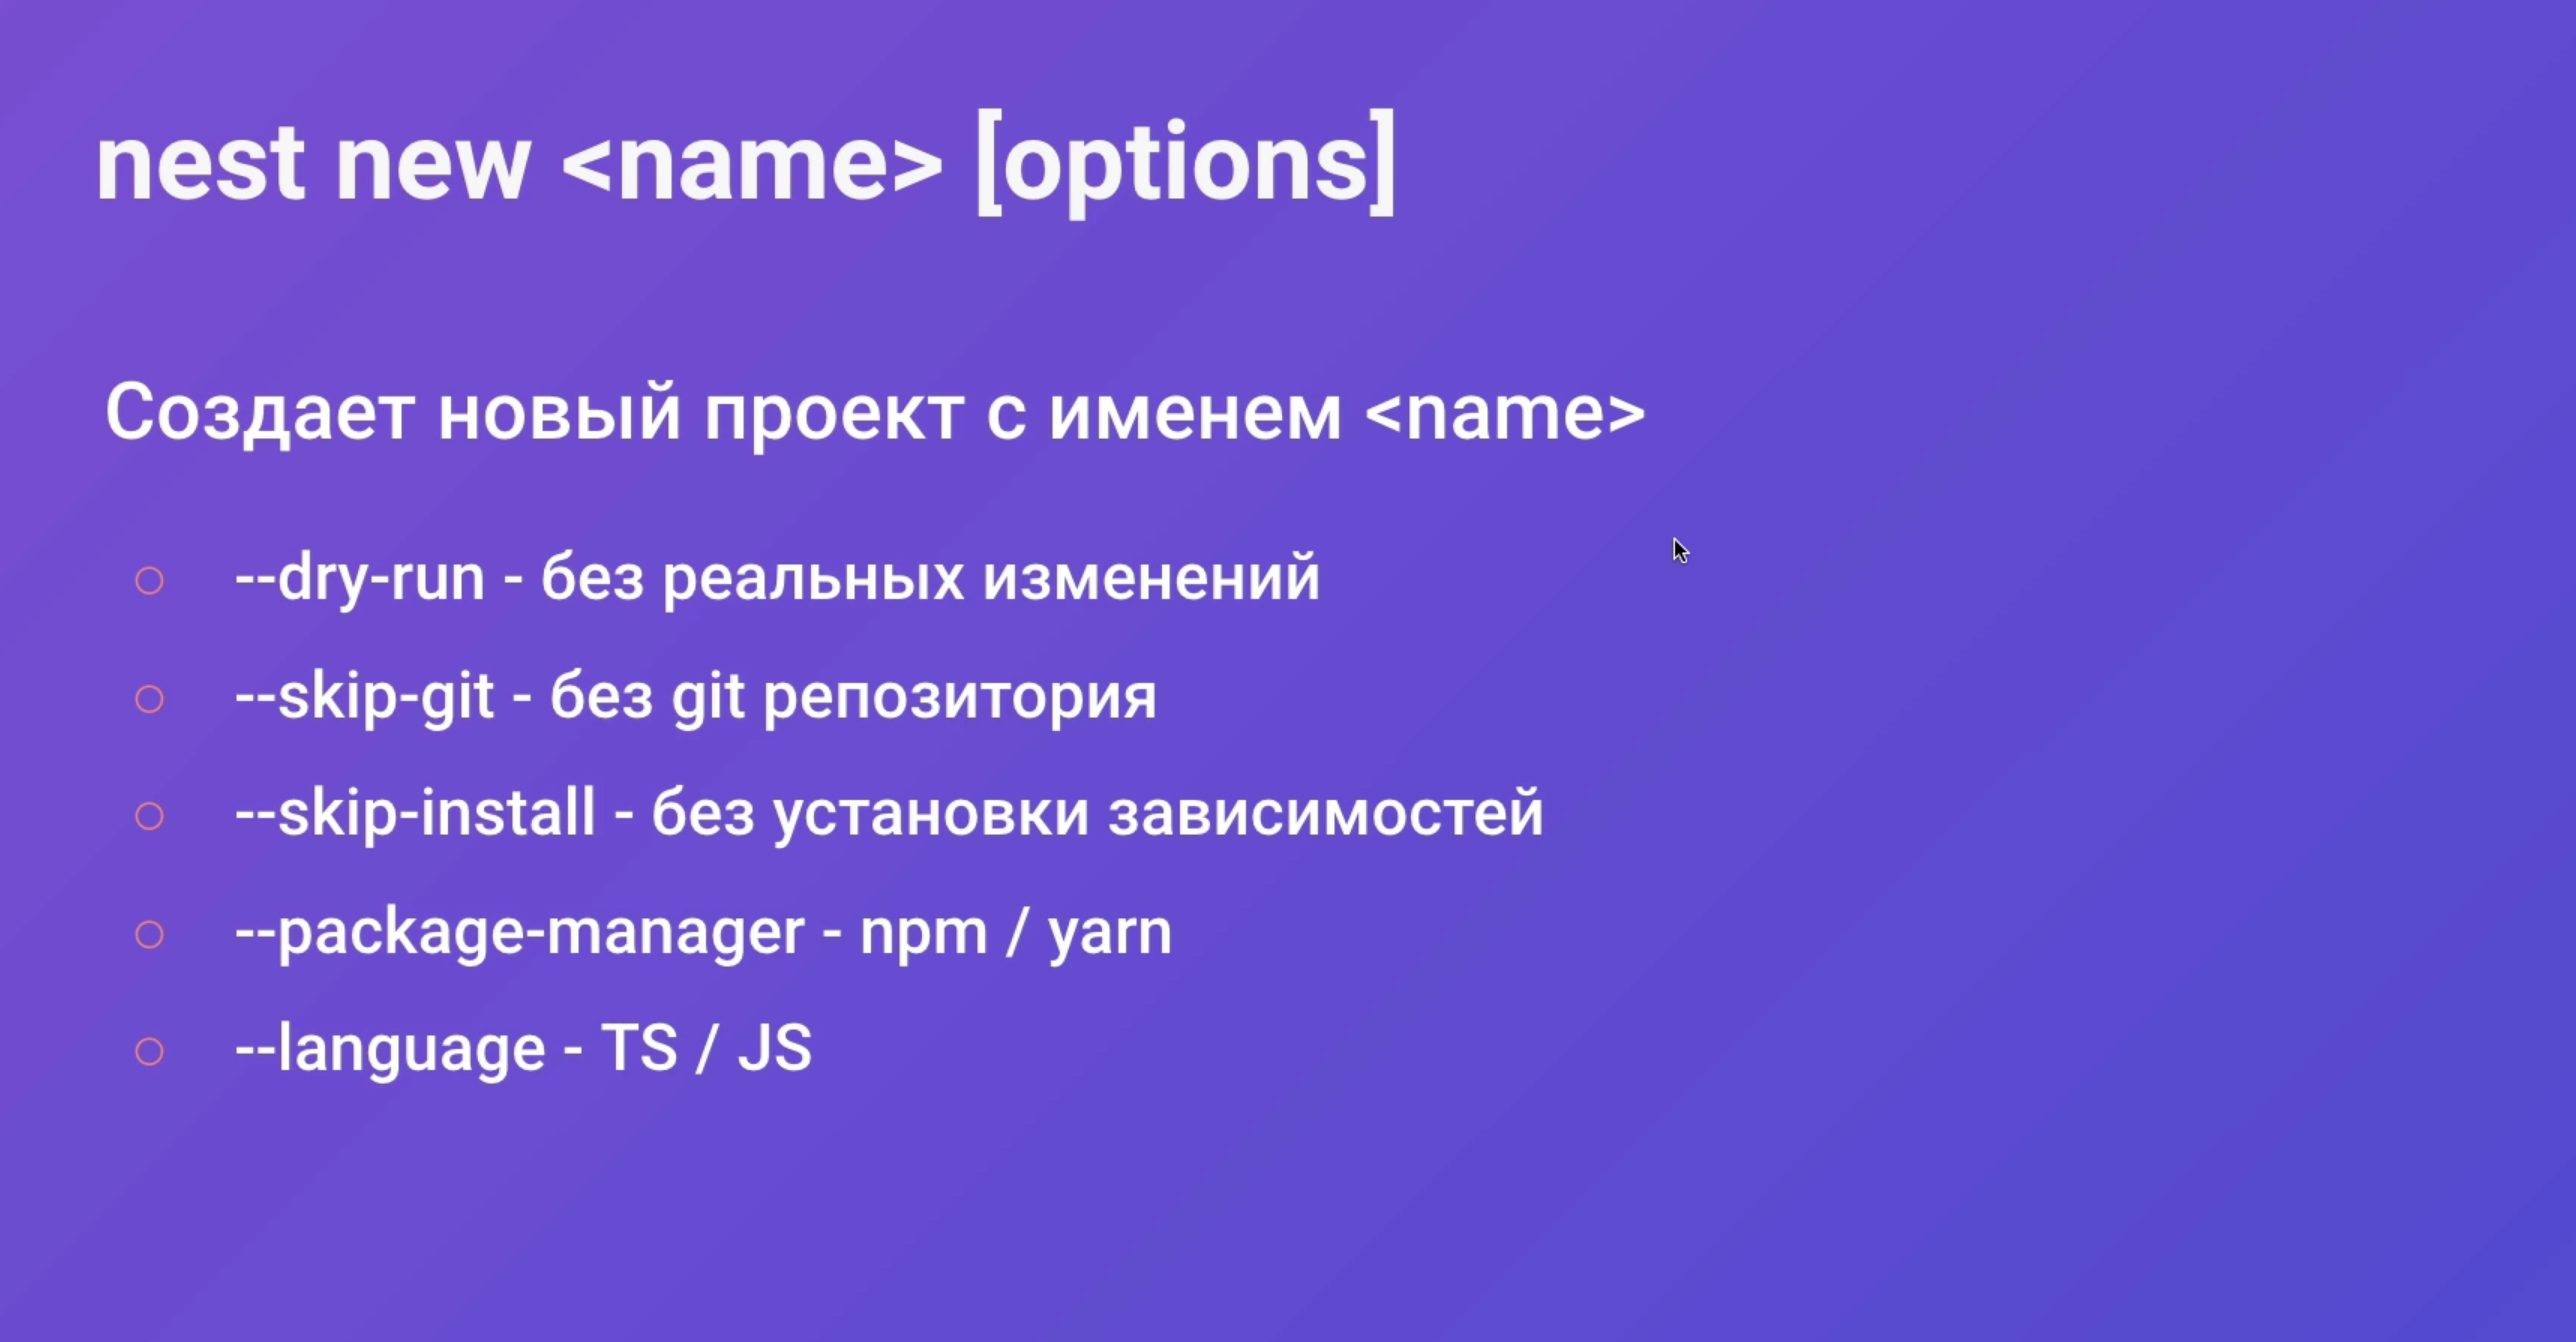 nest new <name> [options]
Создает новый проект с именем <name>
--dry-run - без реальных изменений
--skip-git - без git репозитория
--skip-install - без установки зависимостей
--package-manager - npm / yarn
--language - TS / JS